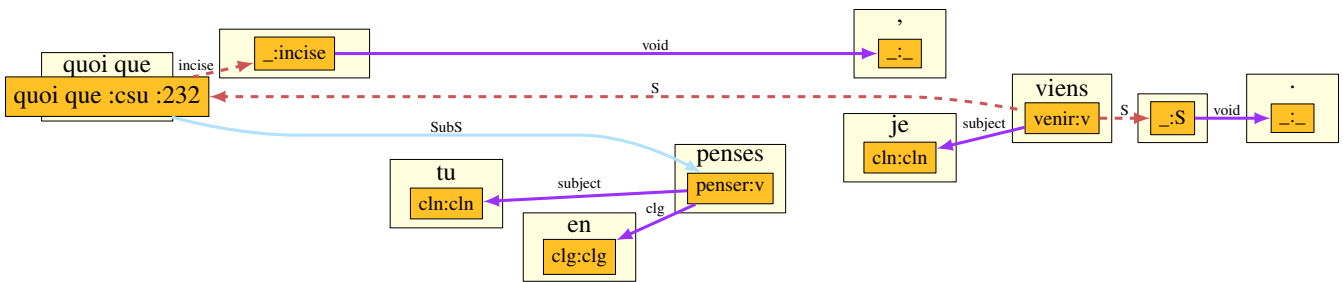 quoi que
quoi que :csu :232
incise
_:incise
void
,
_:_
S
viens
venir:v
S
_:S
void
.
_:_
je
cln:cln
subject
SubS
penses
penser:v
tu
cln:cln
subject
clg
en
clg:clg